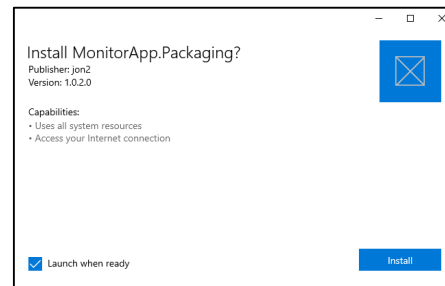 Install MonitorApp.Packaging?
Publisher: jon2
Version: 1.0.2.0
Capabilities:
• Uses all system resources
• Access your Internet connection
Launch when ready
Install